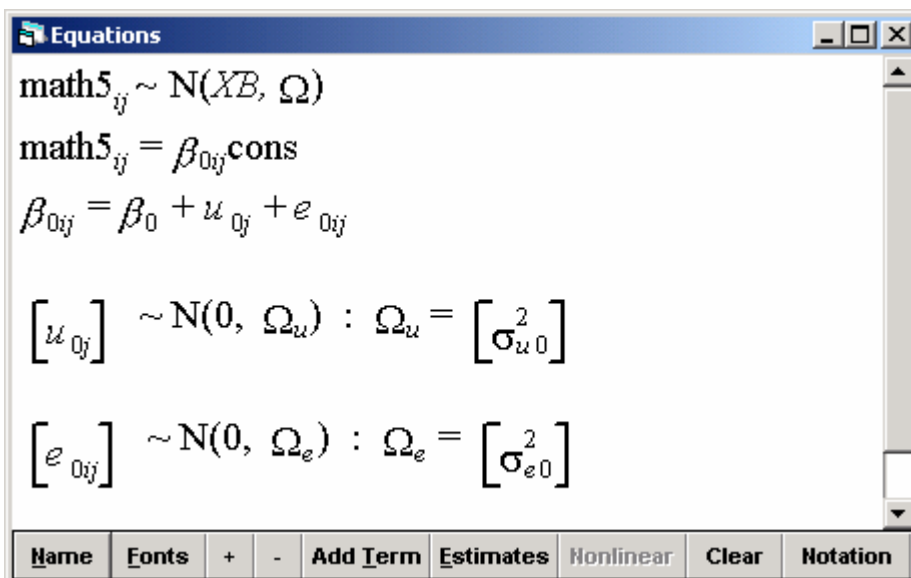 Equations
math5ij ~ N(XB, Ω)
math5ij = β0ijcons
β0ij = β0 + u0j + e0ij
[u0j] ~ N(0, Ωu) : Ωu = [σ²u0]
[e0ij] ~ N(0, Ωe) : Ωe = [σ²e0]
Name Fonts + - Add Term Estimates Nonlinear Clear Notation